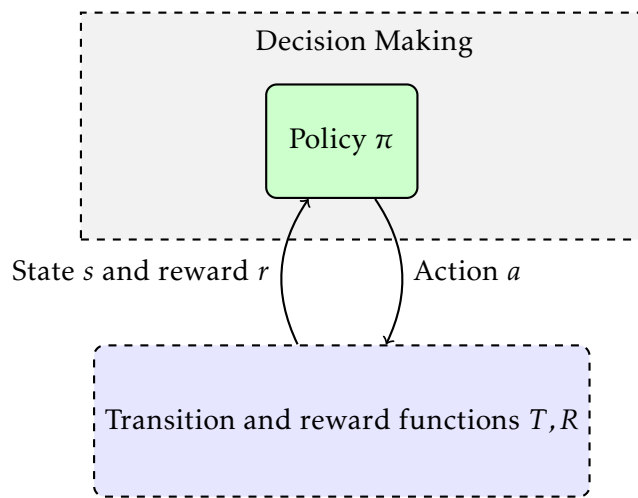 Decision Making
Policy π
State s and reward r
Action a
Transition and reward functions T, R